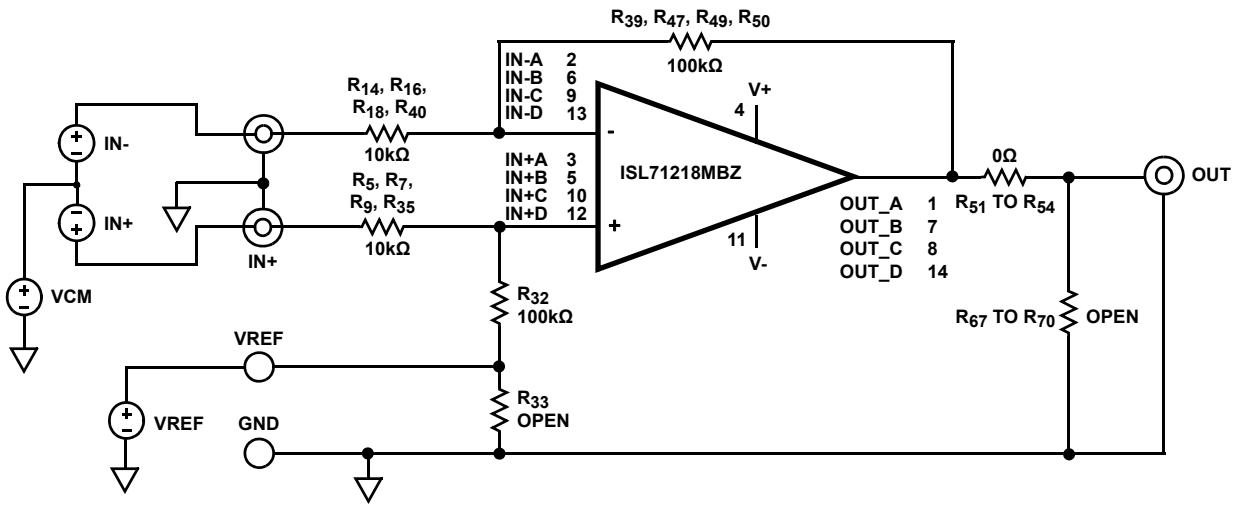 R39, R47, R49, R50
100kΩ
IN-A 2
IN-B 6
IN-C 9
IN-D 13
R14, R16,
R18, R40
10kΩ
V+
4
IN-
+
−
-
ISL71218MBZ
0Ω
OUT
R51 TO R54
IN+A 3
IN+B 5
IN+C 10
IN+D 12
R5, R7,
R9, R35
10kΩ
IN+
+
−
+
11
V-
OUT_A 1
OUT_B 7
OUT_C 8
OUT_D 14
IN+
VCM
+
−
R32
100kΩ
R67 TO R70
OPEN
VREF
R33
OPEN
VREF
+
−
GND